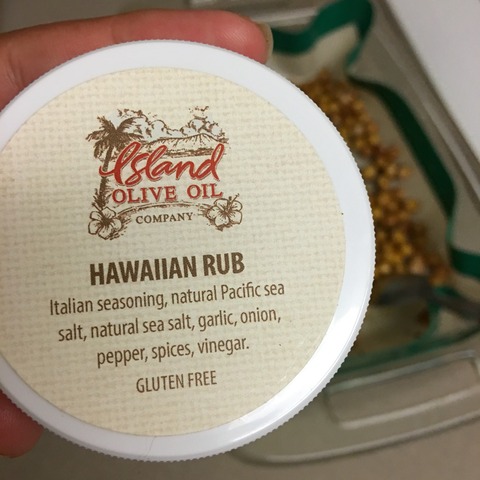 Island
OLIVE OIL
COMPANY
HAWAIIAN RUB
Italian seasoning, natural Pacific sea
salt, natural sea salt, garlic, onion,
pepper, spices, vinegar.
GLUTEN FREE